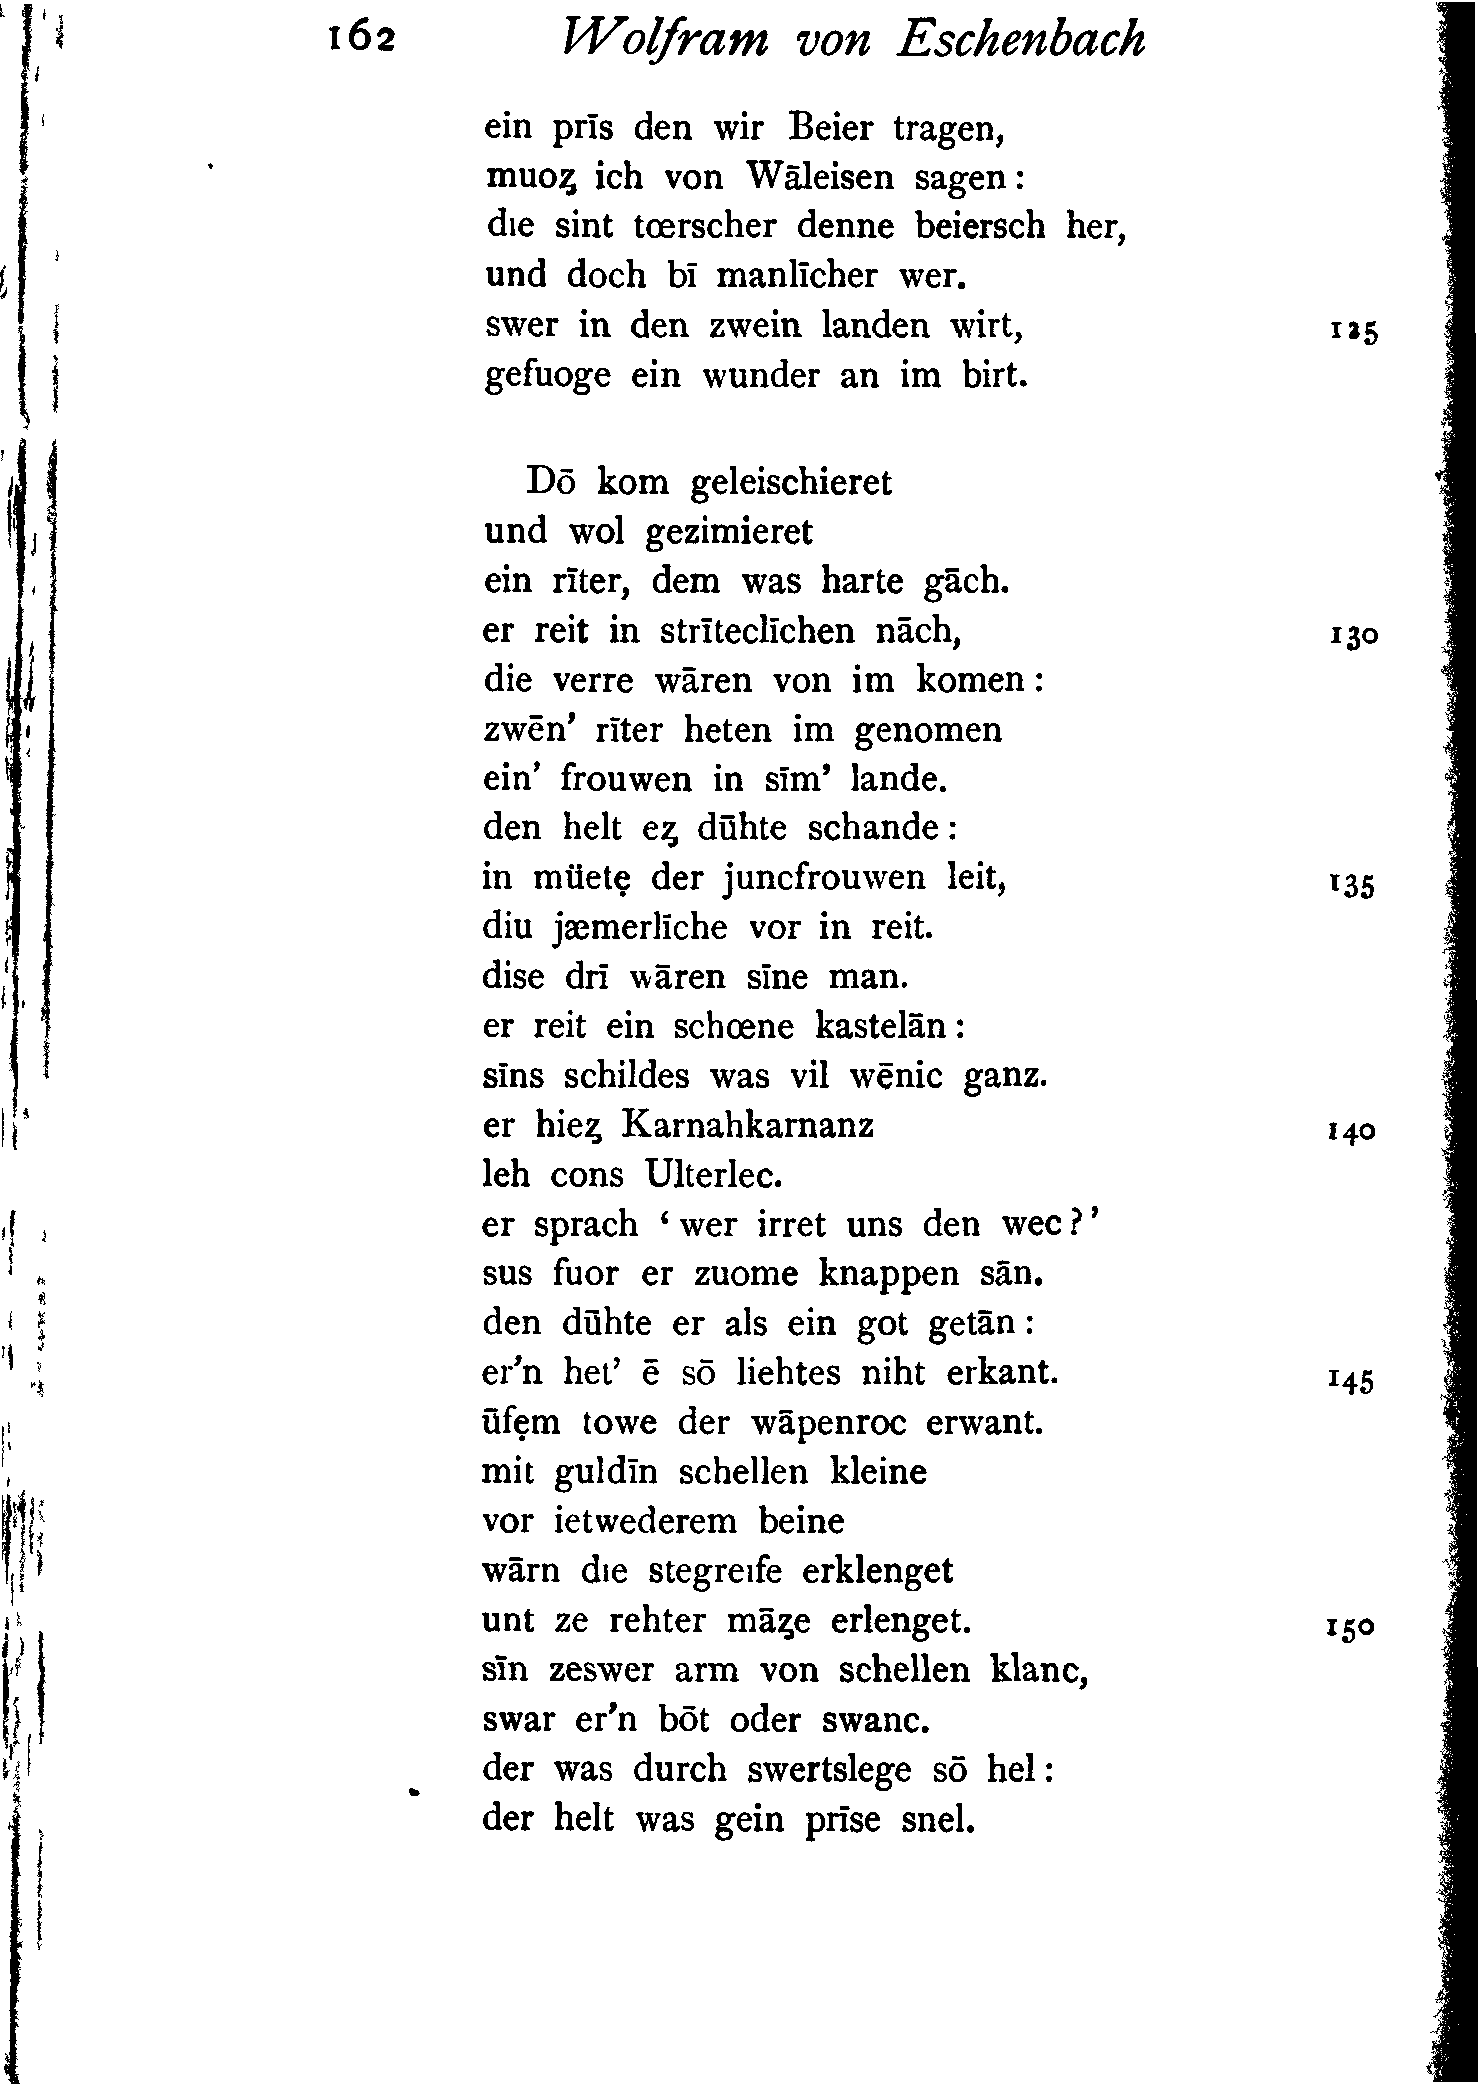 162 Wolfram von Eschenbach
ein prīs den wir Beier tragen,
muoȥ ich von Wāleisen sagen:
die sint tœrscher denne beiersch her,
und doch bī manlīcher wer.
swer in den zwein landen wirt, 125
gefuoge ein wunder an im birt.
Dō kom geleischieret
und wol gezimieret
ein rīter, dem was harte gāch.
er reit in strīteclīchen nāch, 130
die verre wāren von im komen:
zwēn’ rīter heten im genomen
ein’ frouwen in sīm’ lande.
den helt eȥ dūhte schande:
in müetẹ der juncfrouwen leit, 135
diu jæmerlīche vor in reit.
dise drī wāren sīne man.
er reit ein schœne kastelān:
sīns schildes was vil wēnic ganz.
er hieȥ Karnahkarnanz 140
leh cons Ulterlec.
er sprach ‘wer irret uns den wec?’
sus fuor er zuome knappen sān.
den dūhte er als ein got getān:
er’n het’ ē sō liehtes niht erkant. 145
ūfẹm towe der wāpenroc erwant.
mit guldīn schellen kleine
vor ietwederem beine
wārn die stegreife erklenget
unt ze rehter māȥe erlenget. 150
sīn zeswer arm von schellen klanc,
swar er’n bōt oder swanc.
der was durch swertslege sō hel:
der helt was gein prīse snel.